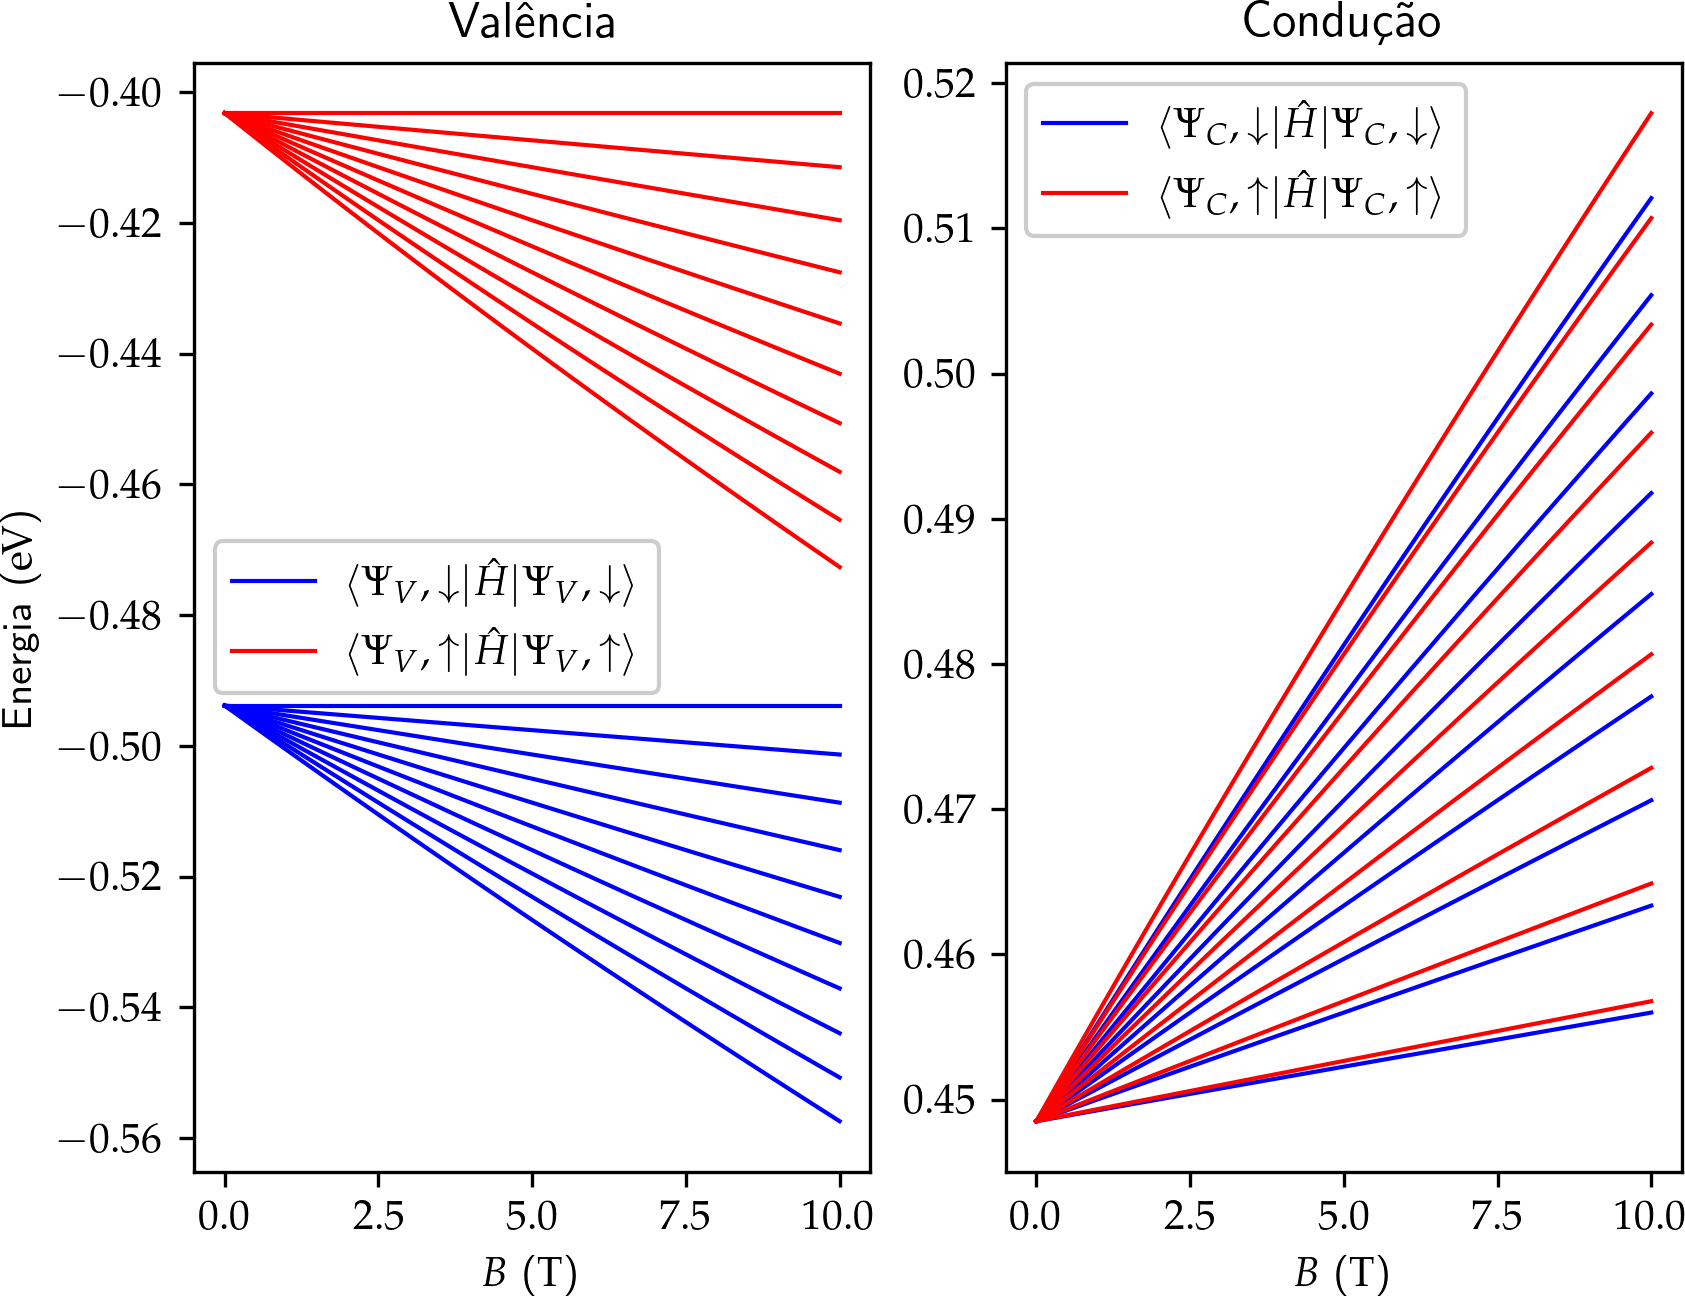 Valência
Condução
−0.40
−0.42
−0.44
−0.46
−0.48
−0.50
−0.52
−0.54
−0.56
Energia (eV)
⟨Ψ_V, ↓|Ĥ|Ψ_V, ↓⟩
⟨Ψ_V, ↑|Ĥ|Ψ_V, ↑⟩
0.0 2.5 5.0 7.5 10.0
B (T)
0.52
0.51
0.50
0.49
0.48
0.47
0.46
0.45
⟨Ψ_C, ↓|Ĥ|Ψ_C, ↓⟩
⟨Ψ_C, ↑|Ĥ|Ψ_C, ↑⟩
0.0 2.5 5.0 7.5 10.0
B (T)